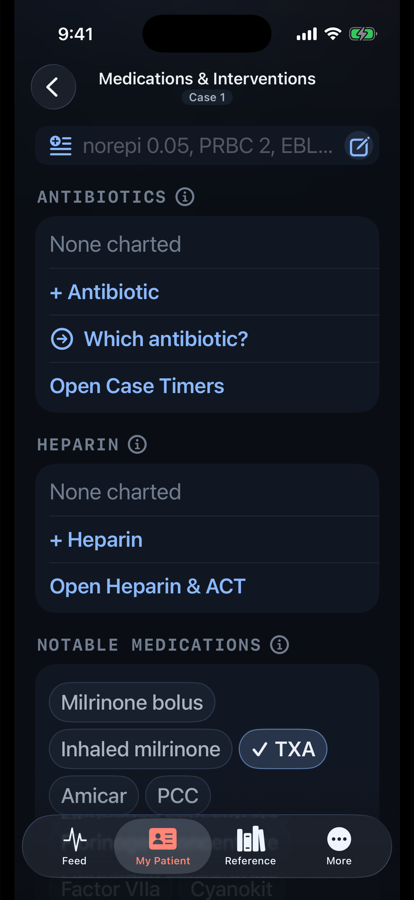 9:41
Medications & Interventions
Case 1
norepi 0.05, PRBC 2, EBL...
ANTIBIOTICS
None charted
+ Antibiotic
Which antibiotic?
Open Case Timers
HEPARIN
None charted
+ Heparin
Open Heparin & ACT
NOTABLE MEDICATIONS
Milrinone bolus
Inhaled milrinone
✓ TXA
Amicar
PCC
Feed
My Patient
Reference
More
Factor VIIa
Cyanokit